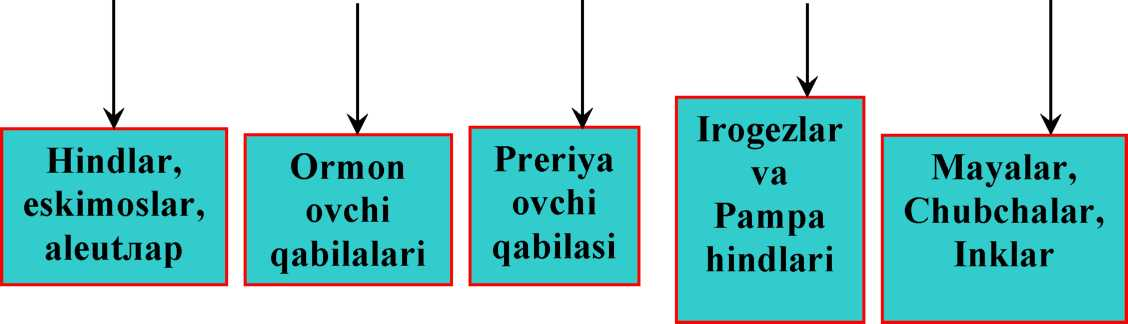 Hindlar,
eskimoslar,
aleutлар
Ormon
ovchi
qabilalari
Preriya
ovchi
qabilasi
Irogezlar
va
Pampa
hindlari
Mayalar,
Chubchalar,
Inklar